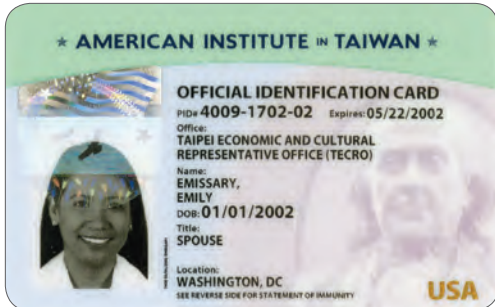 ★ AMERICAN INSTITUTE IN TAIWAN ★
OFFICIAL IDENTIFICATION CARD
PID# 4009-1702-02 Expires: 05/22/2002
Office:
TAIPEI ECONOMIC AND CULTURAL
REPRESENTATIVE OFFICE (TECRO)
Name:
EMISSARY,
EMILY
DOB: 01/01/2002
Title:
SPOUSE
Location:
WASHINGTON, DC
SEE REVERSE SIDE FOR STATEMENT OF IMMUNITY
USA